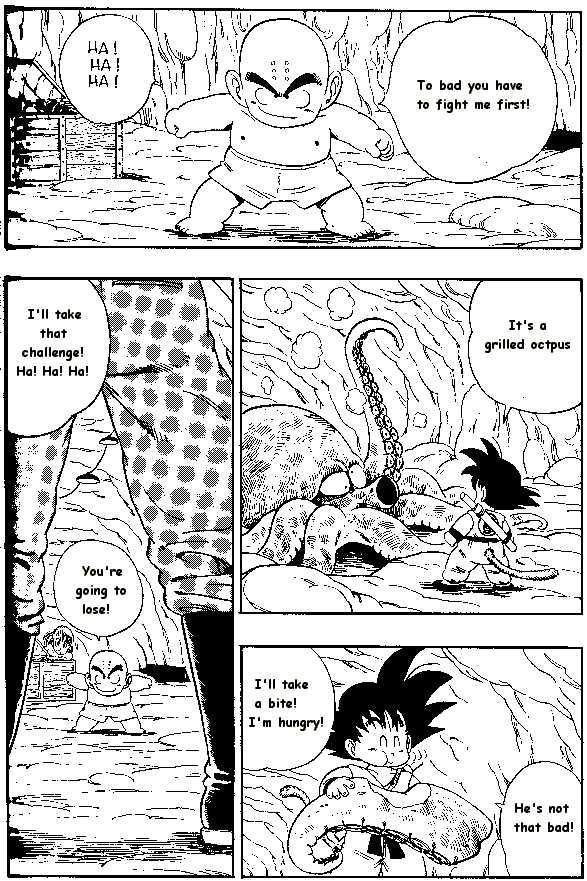 HA!
HA!
HA!
To bad you have
to fight me first!
I'll take
that
challenge!
Ha! Ha! Ha!
You're
going to
lose!
It's a
grilled octpus
I'll take
a bite!
I'm hungry!
He's not
that bad!